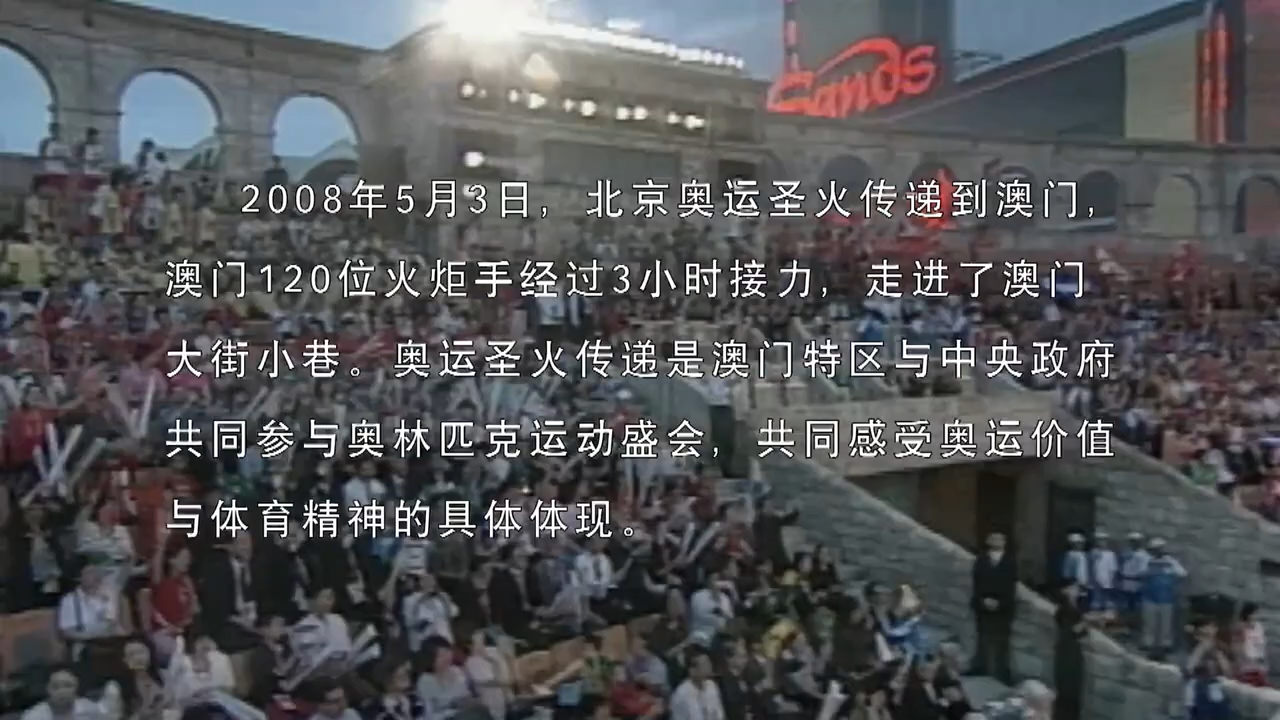 Sands
2008年5月3日，北京奥运圣火传递到澳门，
澳门120位火炬手经过3小时接力，走进了澳门
大街小巷。奥运圣火传递是澳门特区与中央政府
共同参与奥林匹克运动盛会，共同感受奥运价值
与体育精神的具体体现。